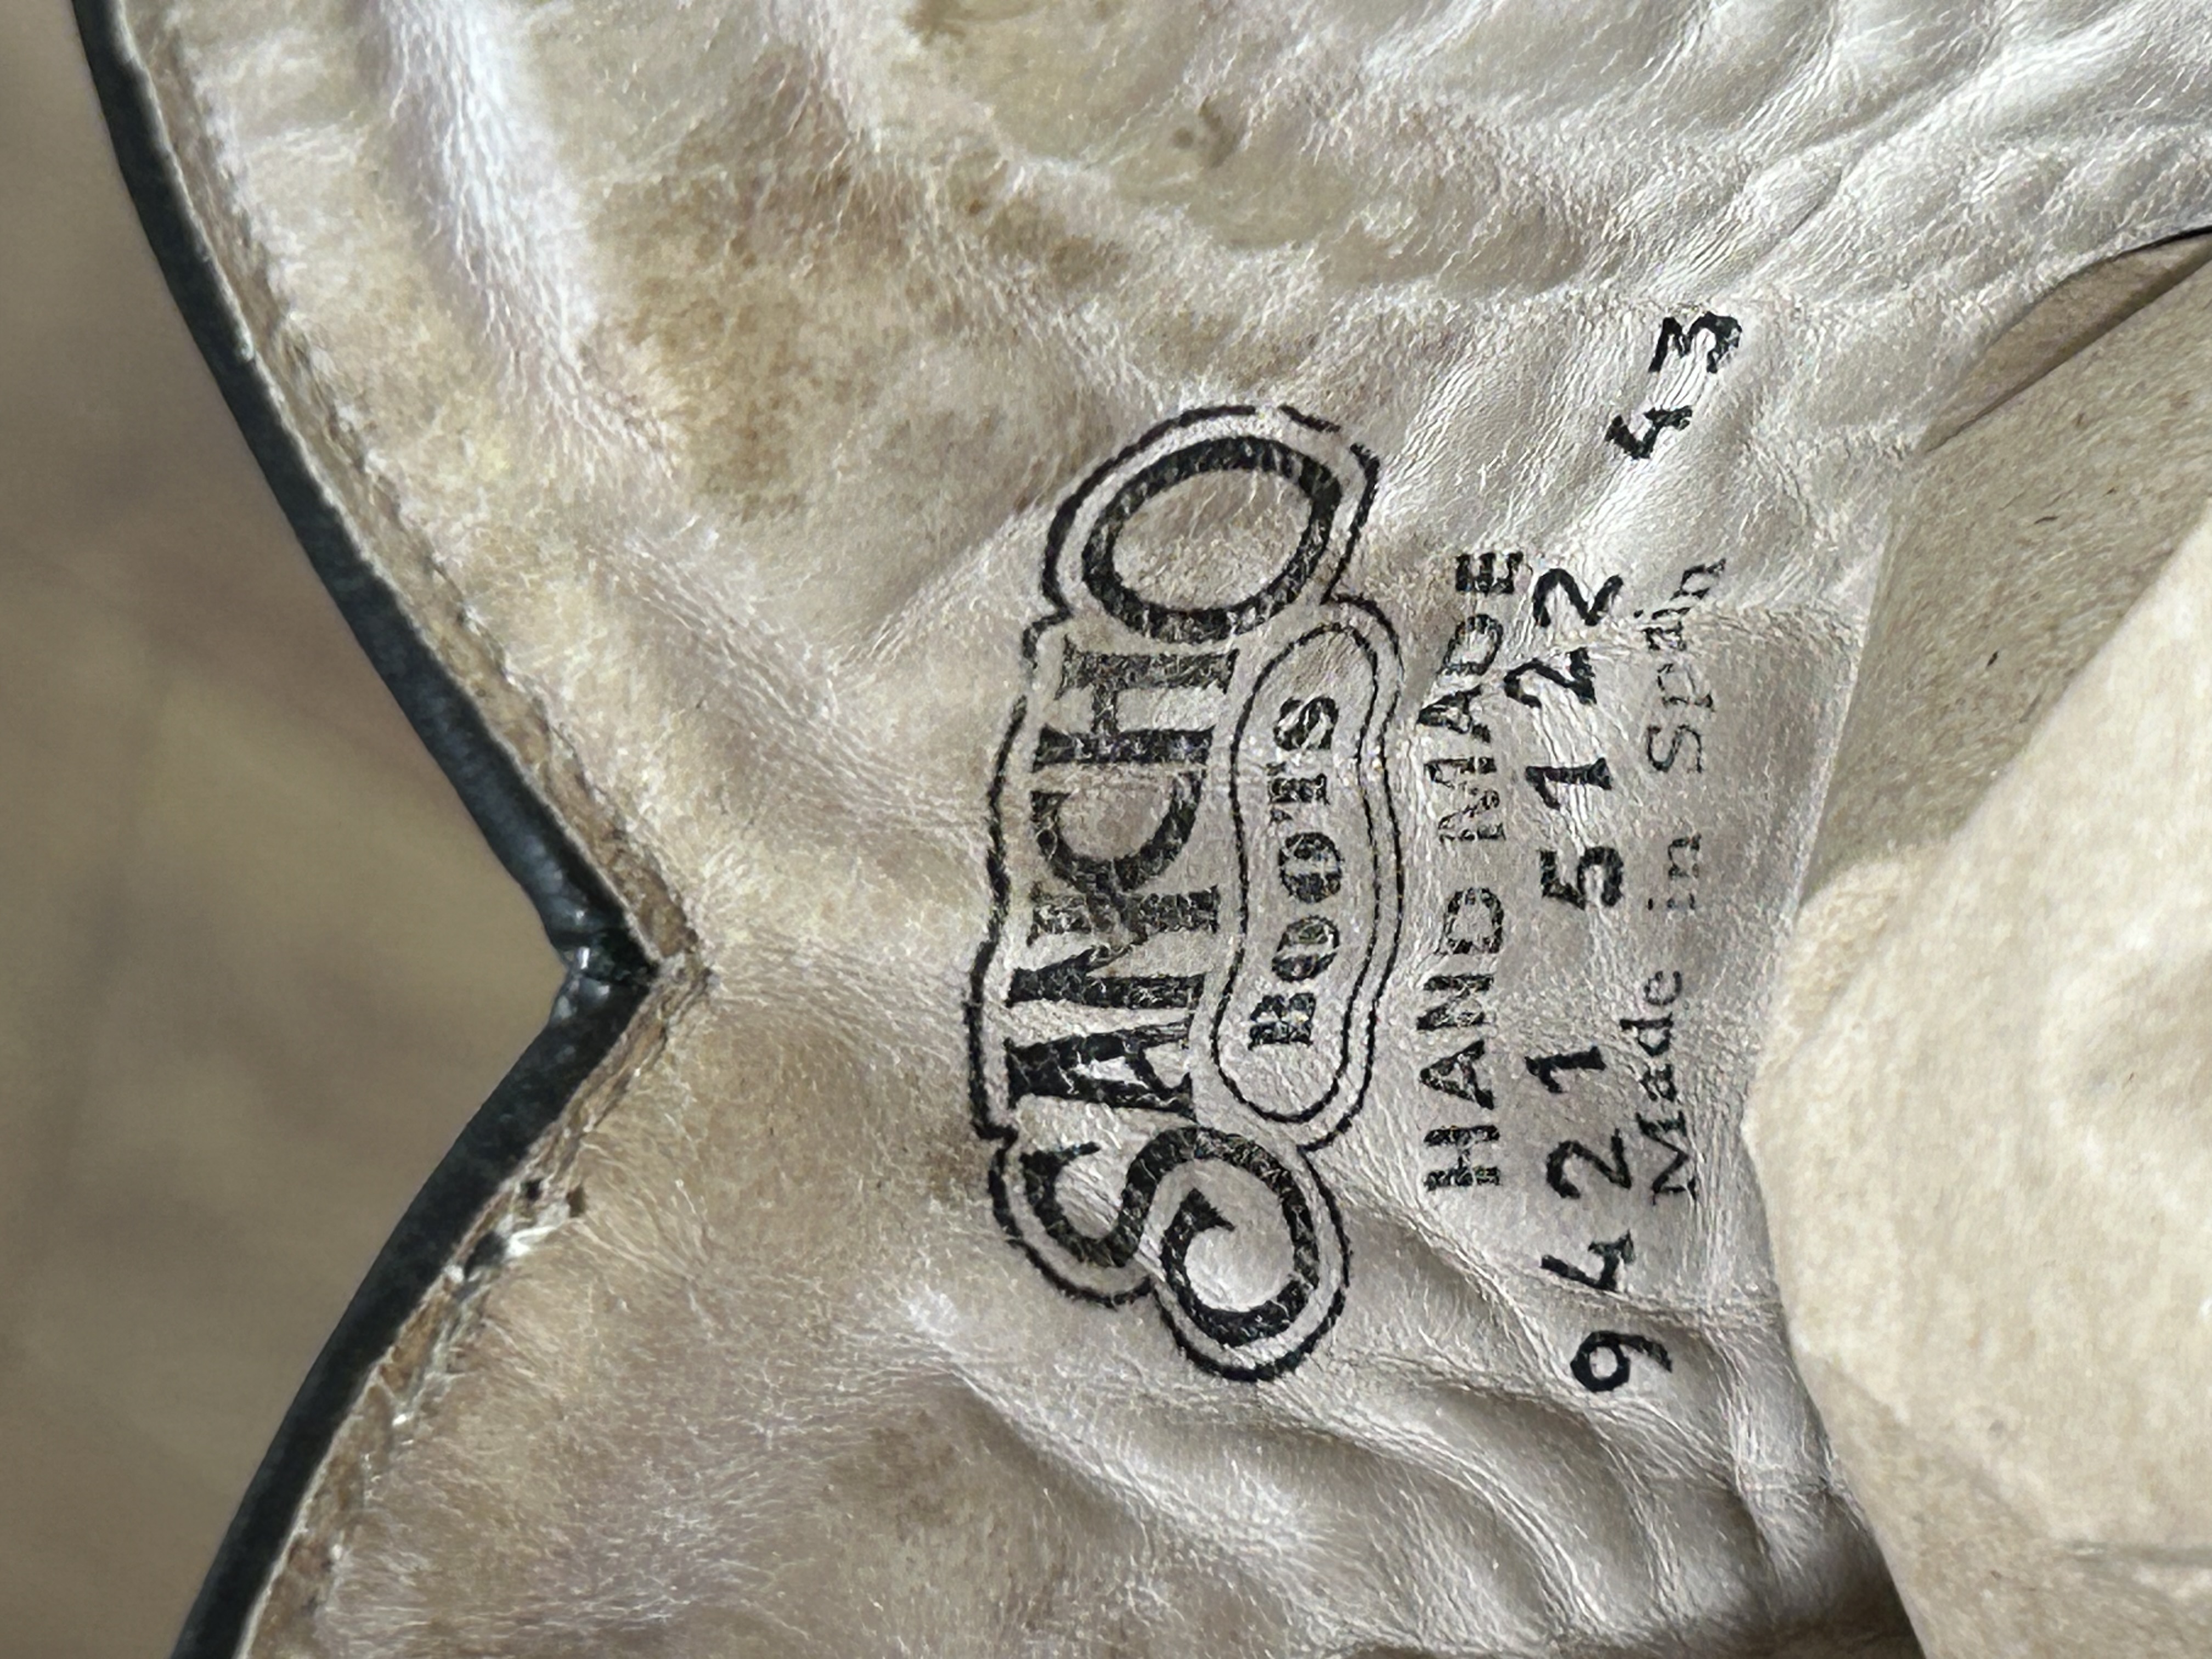 SANCHO
BOOTS
HAND MADE
9421 5122 43
Made in Spain